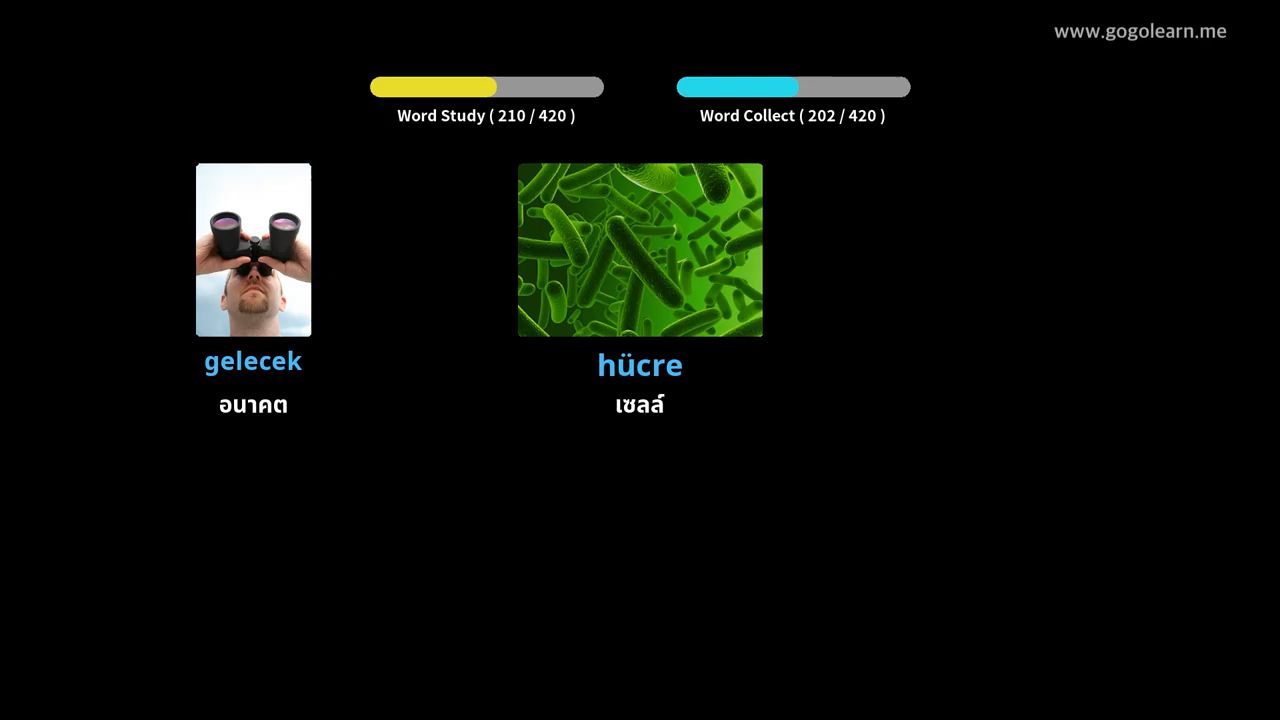 www.gogolearn.me
Word Study ( 210 / 420 )
Word Collect ( 202 / 420 )
gelecek
อนาคต
hücre
เซลล์